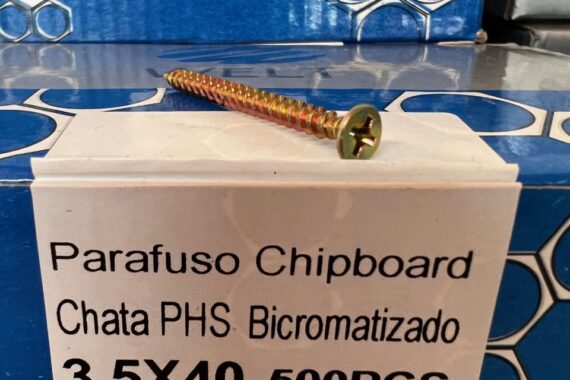 Parafuso Chipboard
Chata PHS Bicromatizado
3,5X40 500PCS